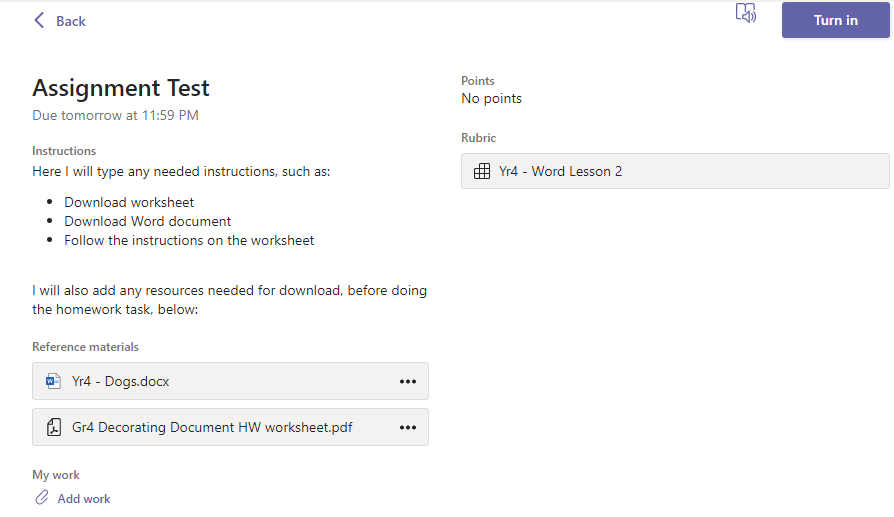 Back
Turn in
Assignment Test
Due tomorrow at 11:59 PM
Instructions
Here I will type any needed instructions, such as:
Download worksheet
Download Word document
Follow the instructions on the worksheet
I will also add any resources needed for download, before doing
the homework task, below:
Reference materials
Yr4 - Dogs.docx
Gr4 Decorating Document HW worksheet.pdf
My work
Add work
Points
No points
Rubric
Yr4 - Word Lesson 2